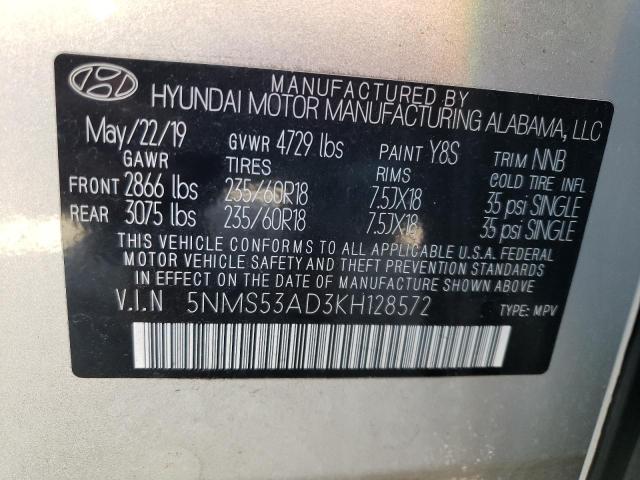 MANUFACTURED BY
HYUNDAI MOTOR MANUFACTURING ALABAMA, LLC
May/22/19 GVWR 4729 lbs PAINT Y8S TRIM NNB
GAWR TIRES RIMS COLD TIRE INFL
FRONT 2866 lbs 235/60R18 7.5JX18 35 psi SINGLE
REAR 3075 lbs 235/60R18 7.5JX18 35 psi SINGLE
THIS VEHICLE CONFORMS TO ALL APPLICABLE U.S.A. FEDERAL
MOTOR VEHICLE SAFETY AND THEFT PREVENTION STANDARDS
IN EFFECT ON THE DATE OF MANUFACTURE SHOWN ABOVE
V.I.N 5NMS53AD3KH128572 TYPE: MPV